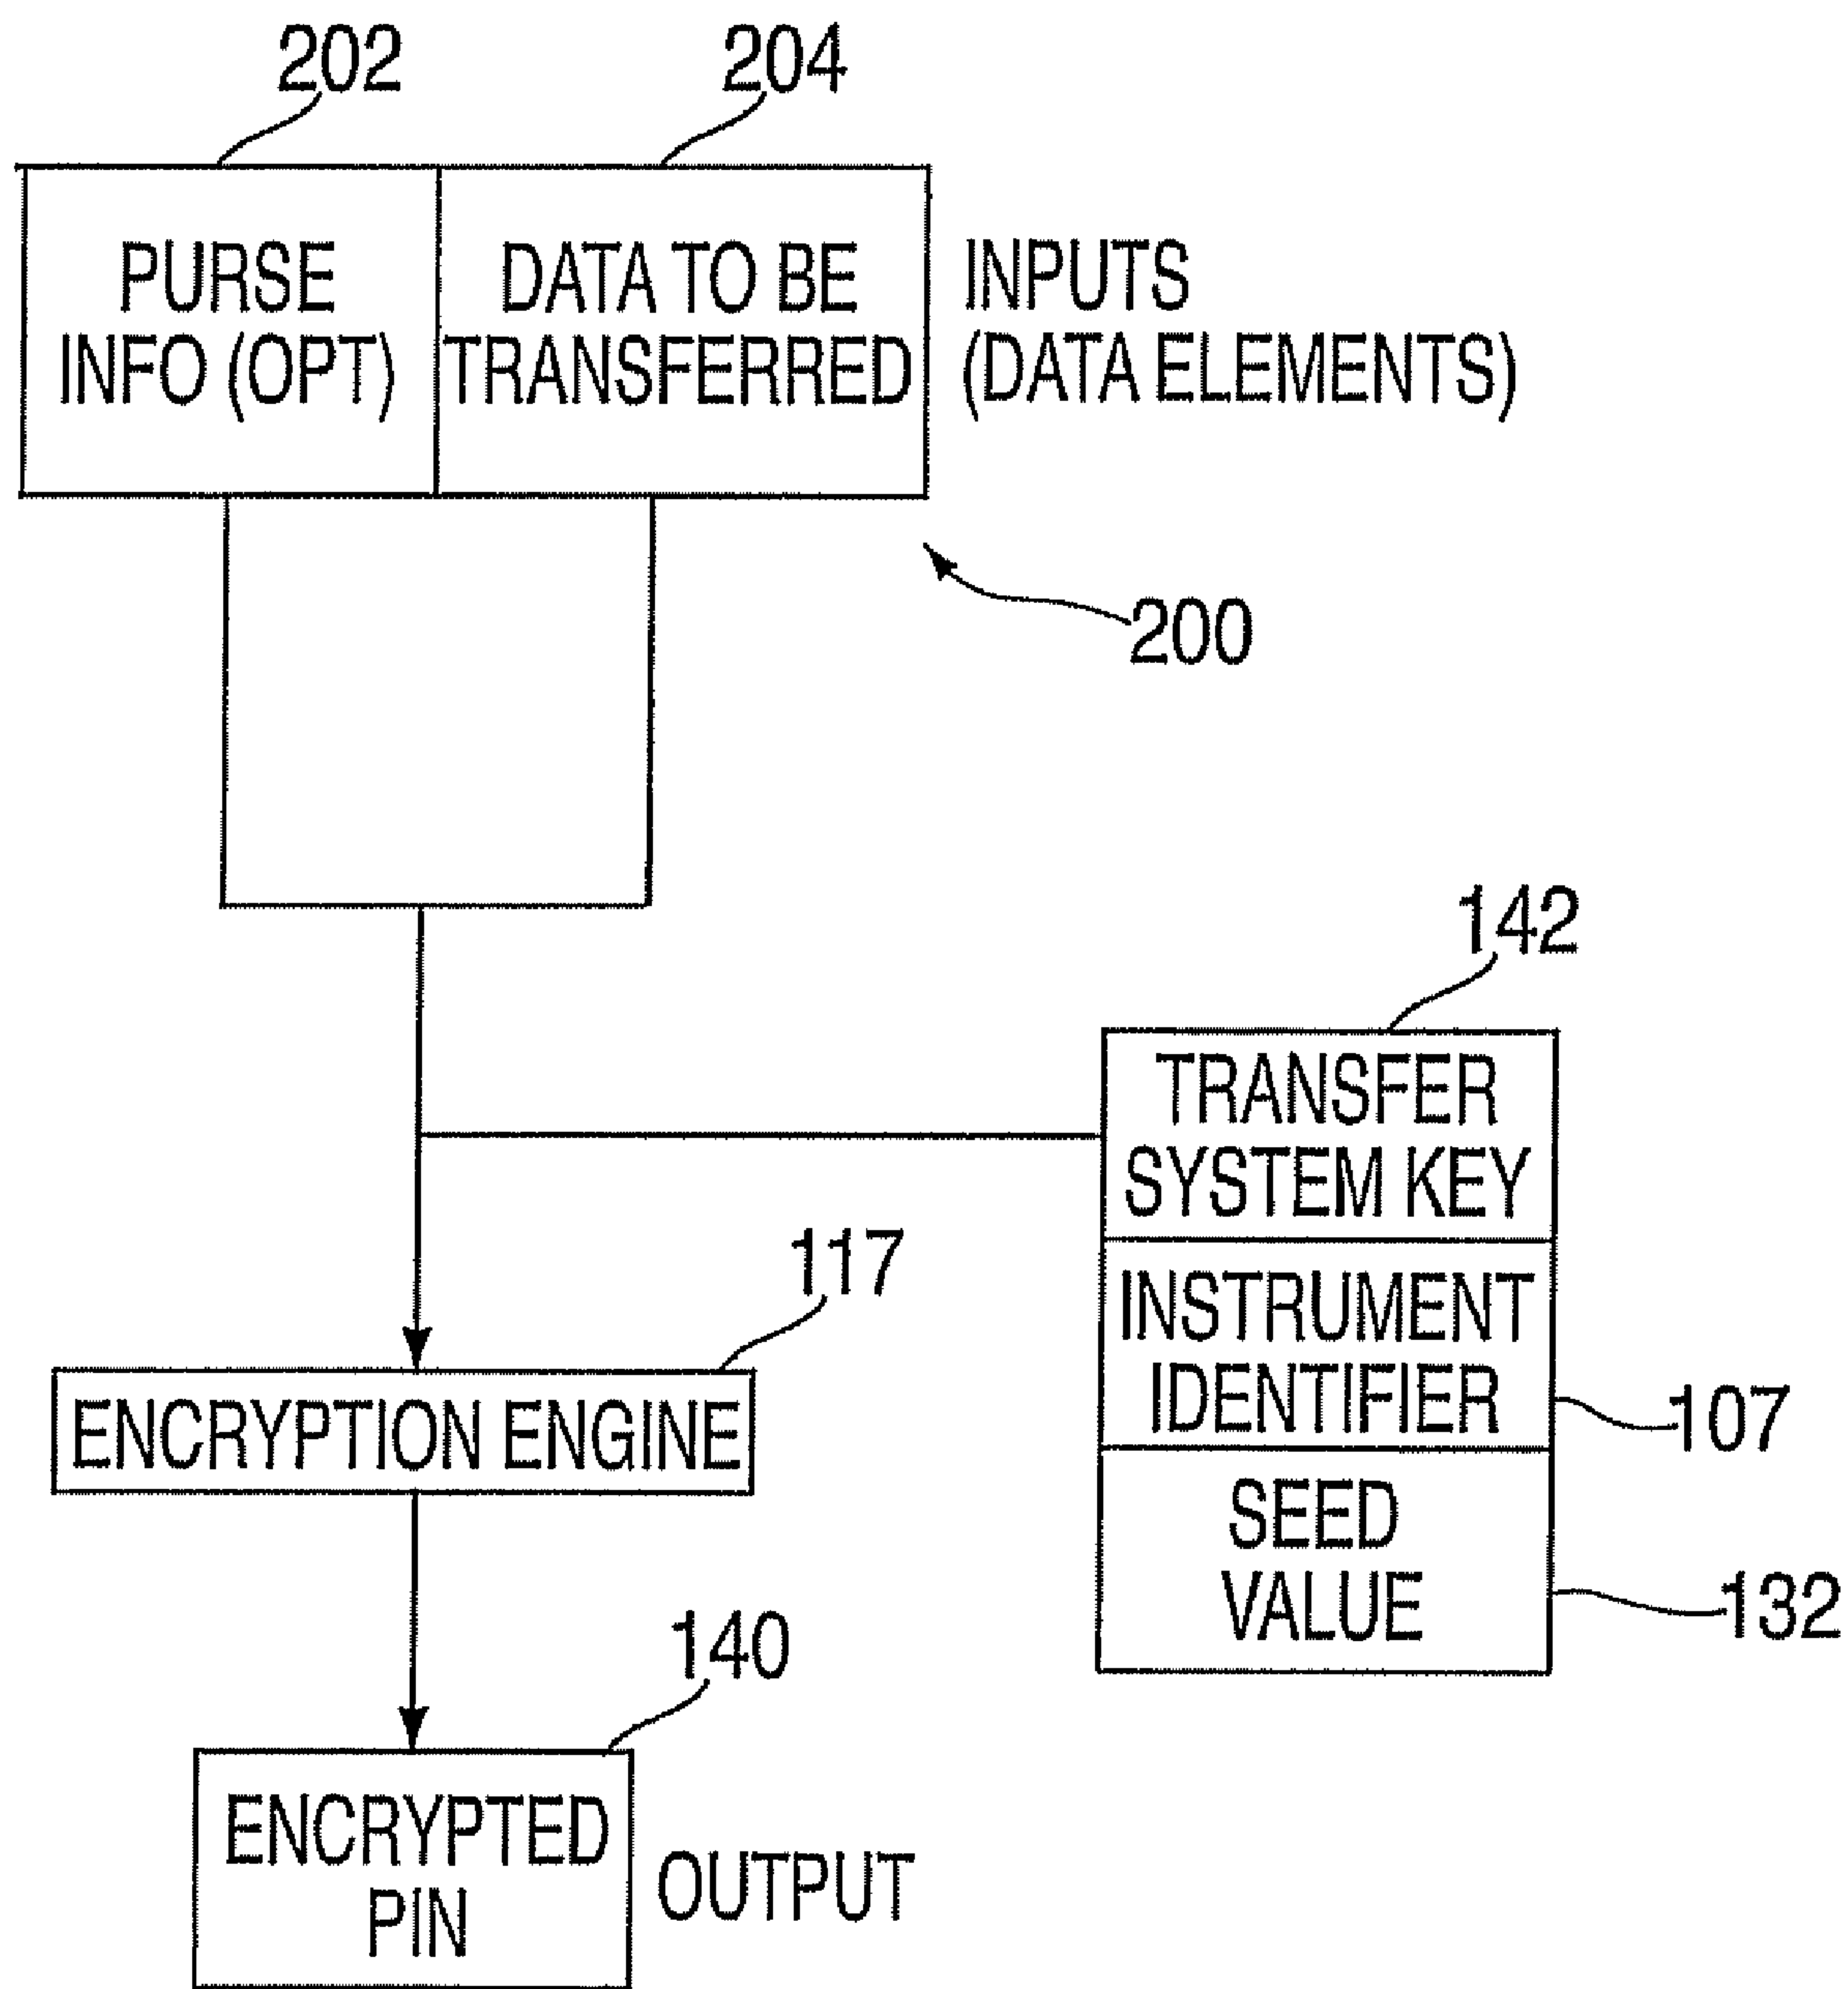 202
204
PURSE
INFO (OPT)
DATA TO BE
TRANSFERRED
INPUTS
(DATA ELEMENTS)
200
142
TRANSFER
SYSTEM KEY
117
INSTRUMENT
IDENTIFIER
107
ENCRYPTION ENGINE
SEED
VALUE
132
140
ENCRYPTED
PIN
OUTPUT